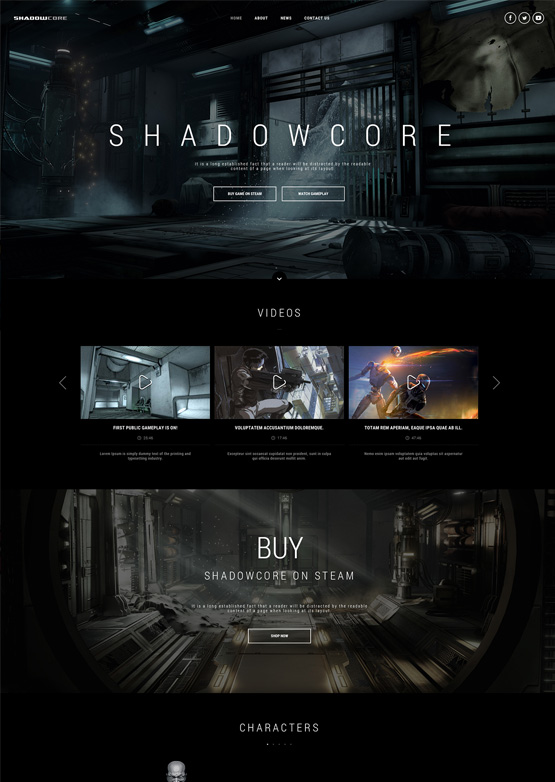 SHADOWCORE
HOME ABOUT NEWS CONTACT US
SHADOWCORE
It is a long established fact that a reader will be distracted by the readable
content of a page when looking at its layout.
BUY GAME ON STEAM WATCH GAMEPLAY
VIDEOS
FIRST PUBLIC GAMEPLAY IS ON!
Lorem Ipsum is simply dummy text of the printing and
typesetting industry.
VOLUPTATEM ACCUSANTIUM DOLOREMQUE.
17:46
Excepteur sint occaecat cupidatat non proident, sunt in culpa
qui officia deserunt mollit anim.
TOTAM REM APERIAM, EAQUE IPSA QUAE AB ILL.
47:46
Nemo enim ipsam voluptatem quia voluptas sit aspernatur
aut odit aut fugit.
BUY
SHADOWCORE ON STEAM
It is a long established fact that a reader will be distracted by the readable
content of a page when looking at its layout.
SHOP NOW
CHARACTERS